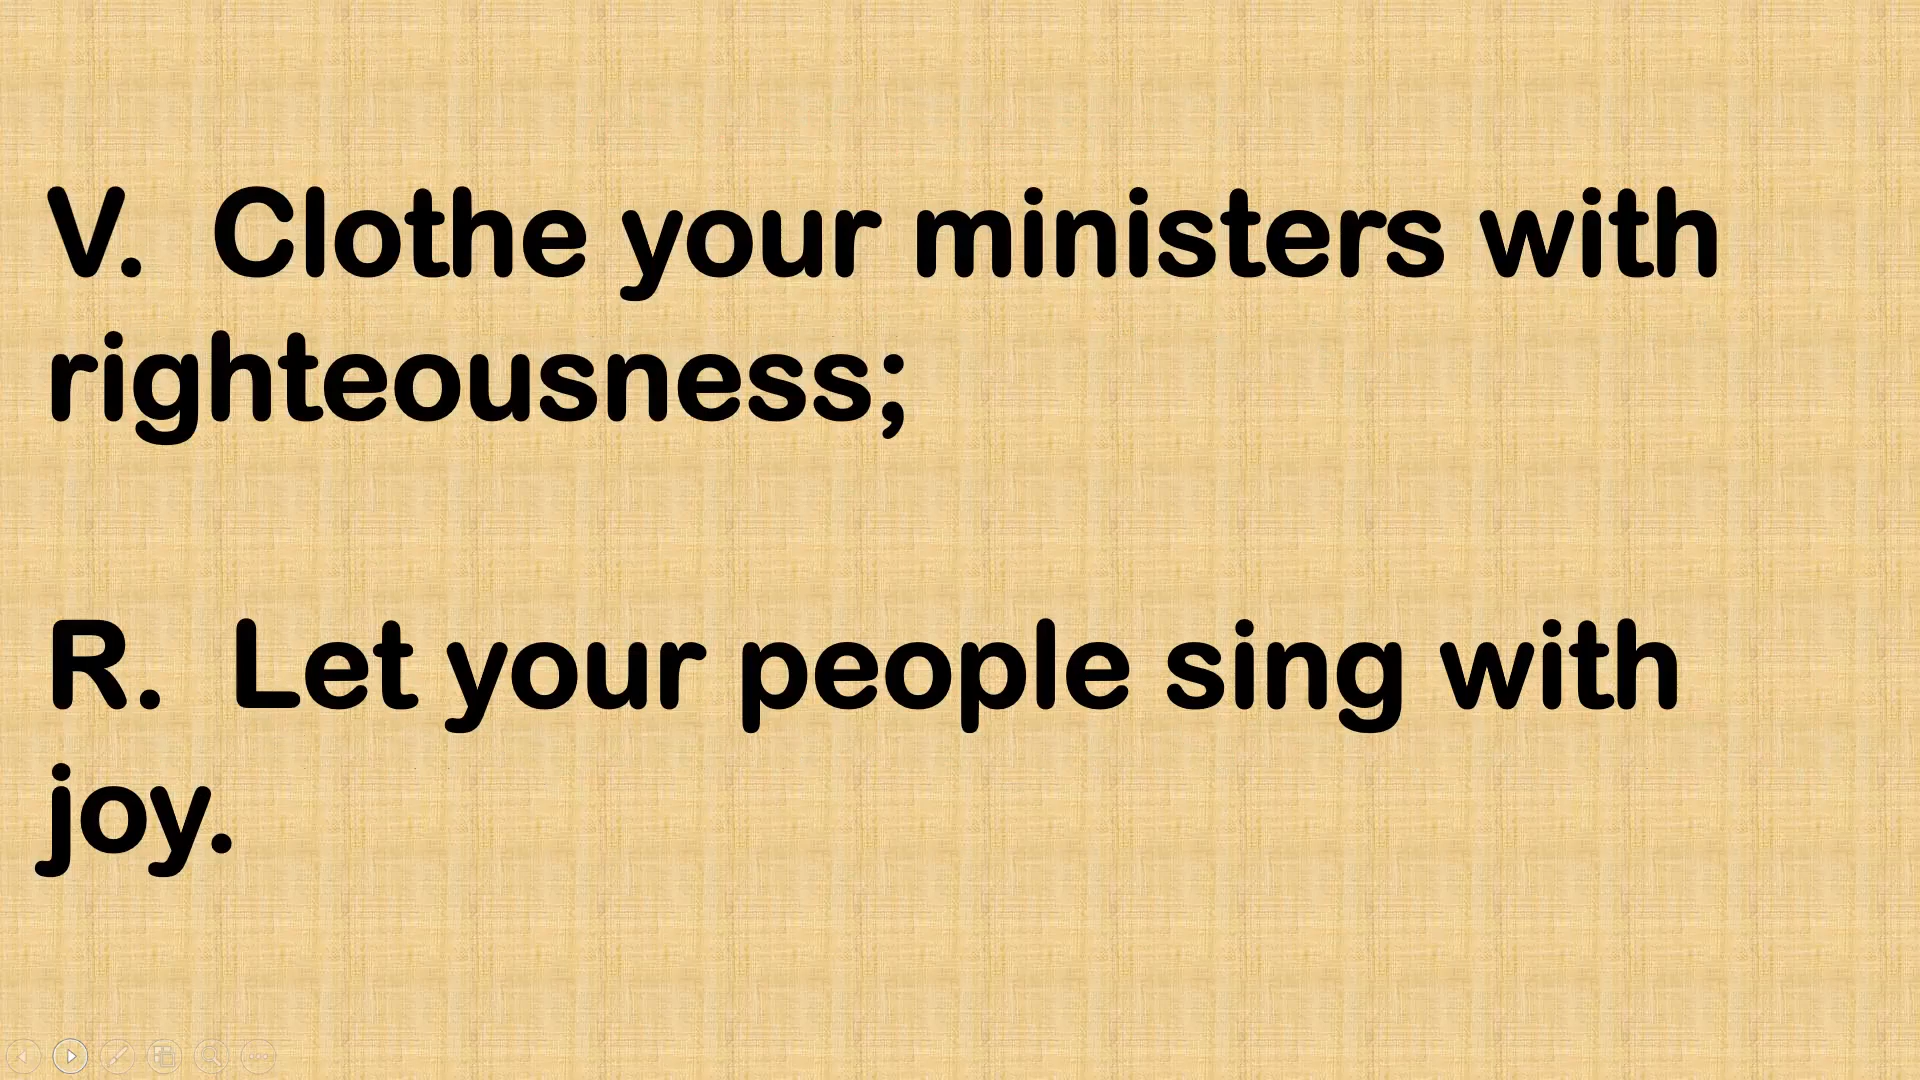 V.  Clothe your ministers with
righteousness;
R.  Let your people sing with
joy.